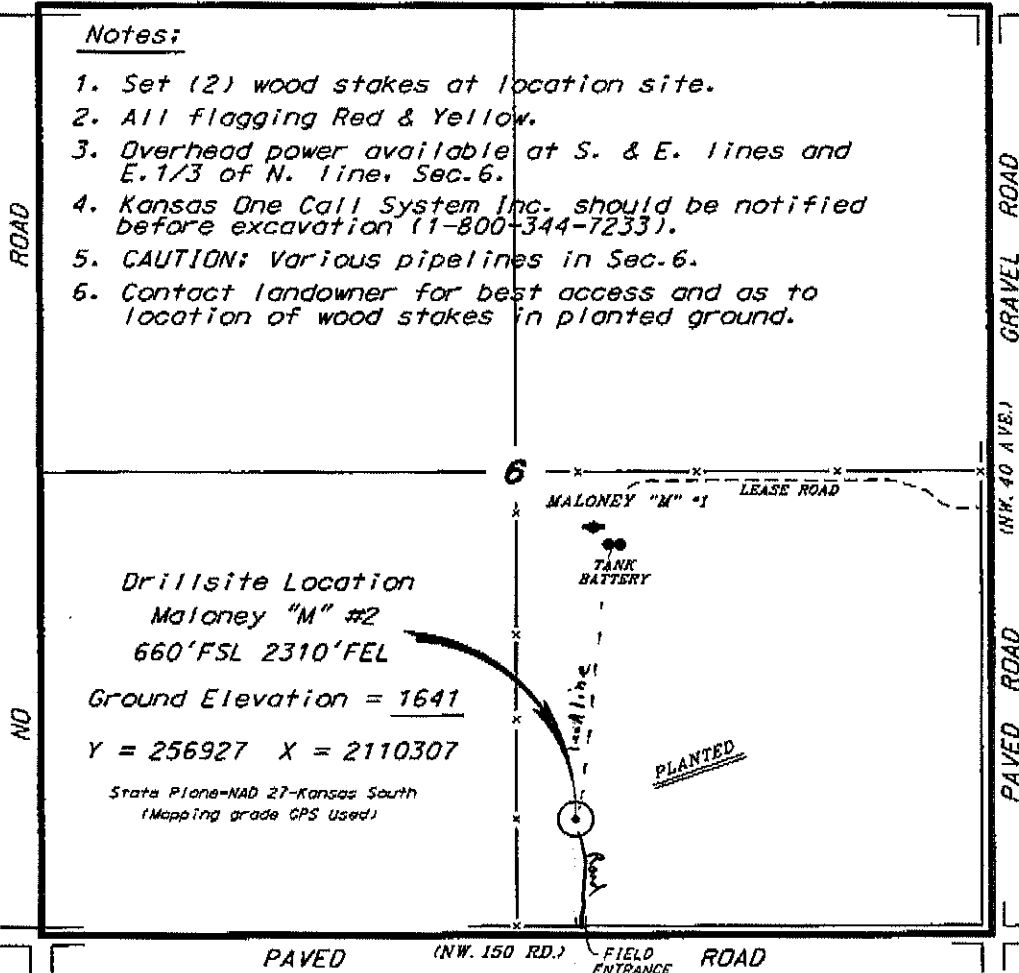 Notes:
1. Set (2) wood stakes at location site.
2. All flagging Red & Yellow.
3. Overhead power available at S. & E. lines and
E. 1/3 of N. line, Sec. 6.
4. Kansas One Call System Inc. should be notified
before excavation (1-800-344-7233).
5. CAUTION: Various pipelines in Sec. 6.
6. Contact landowner for best access and as to
location of wood stakes in planted ground.
ROAD
NO
GRAVEL ROAD
(NW. 40 AVE.)
PAVED ROAD
6
LEASE ROAD
MALONEY "M" #1
TANK
BATTERY
Drillsite Location
Maloney "M" #2
660'FSL 2310'FEL
Ground Elevation = 1641
Y = 256927 X = 2110307
State Plane-NAD 27-Kansas South
(Mapping grade GPS Used)
PLANTED
Road
PAVED (NW. 150 RD.) ROAD
FIELD
ENTRANCE